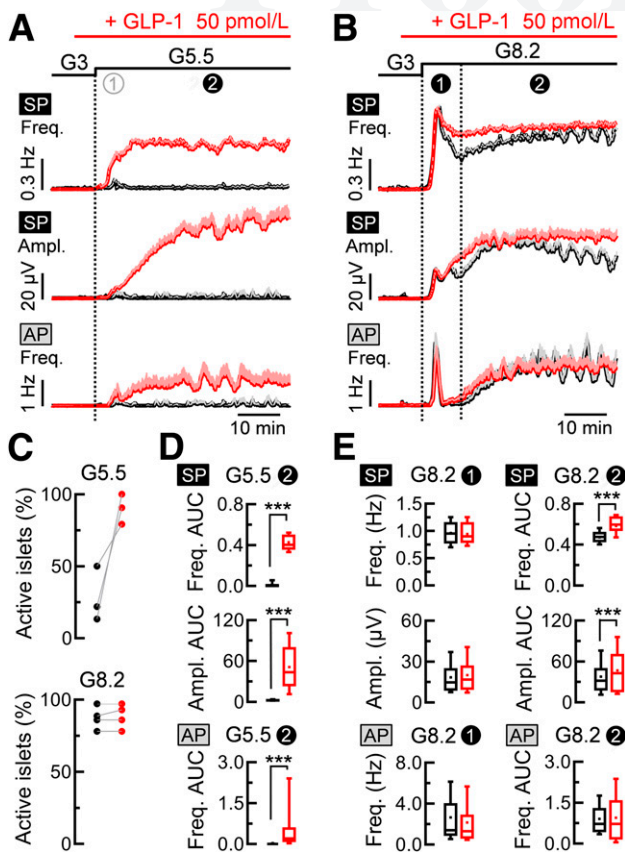 + GLP-1 50 pmol/L
A
G3
G5.5
1
2
SP
Freq.
0.3 Hz
SP
Ampl.
20 µV
AP
Freq.
1 Hz
10 min
+ GLP-1 50 pmol/L
B
G3
G8.2
1
2
SP
Freq.
0.3 Hz
SP
Ampl.
20 µV
AP
Freq.
1 Hz
10 min
C
G5.5
Active islets (%)
100
50
0
G8.2
Active islets (%)
100
50
0
D
SP G5.5 2
Freq. AUC
0.8
0.4
0.0
***
Ampl. AUC
120
60
0
***
AP G5.5 2
Freq. AUC
3.0
1.5
0.0
***
E
SP G8.2 1
Freq. (Hz)
1.5
1.0
0.5
0.0
Ampl. (µV)
60
30
0
AP G8.2 1
Freq. (Hz)
7.5
5.0
2.5
0.0
SP G8.2 2
Freq. AUC
0.8
0.4
0.0
***
Ampl. AUC
120
60
0
***
AP G8.2 2
Freq. AUC
3.0
1.5
0.0